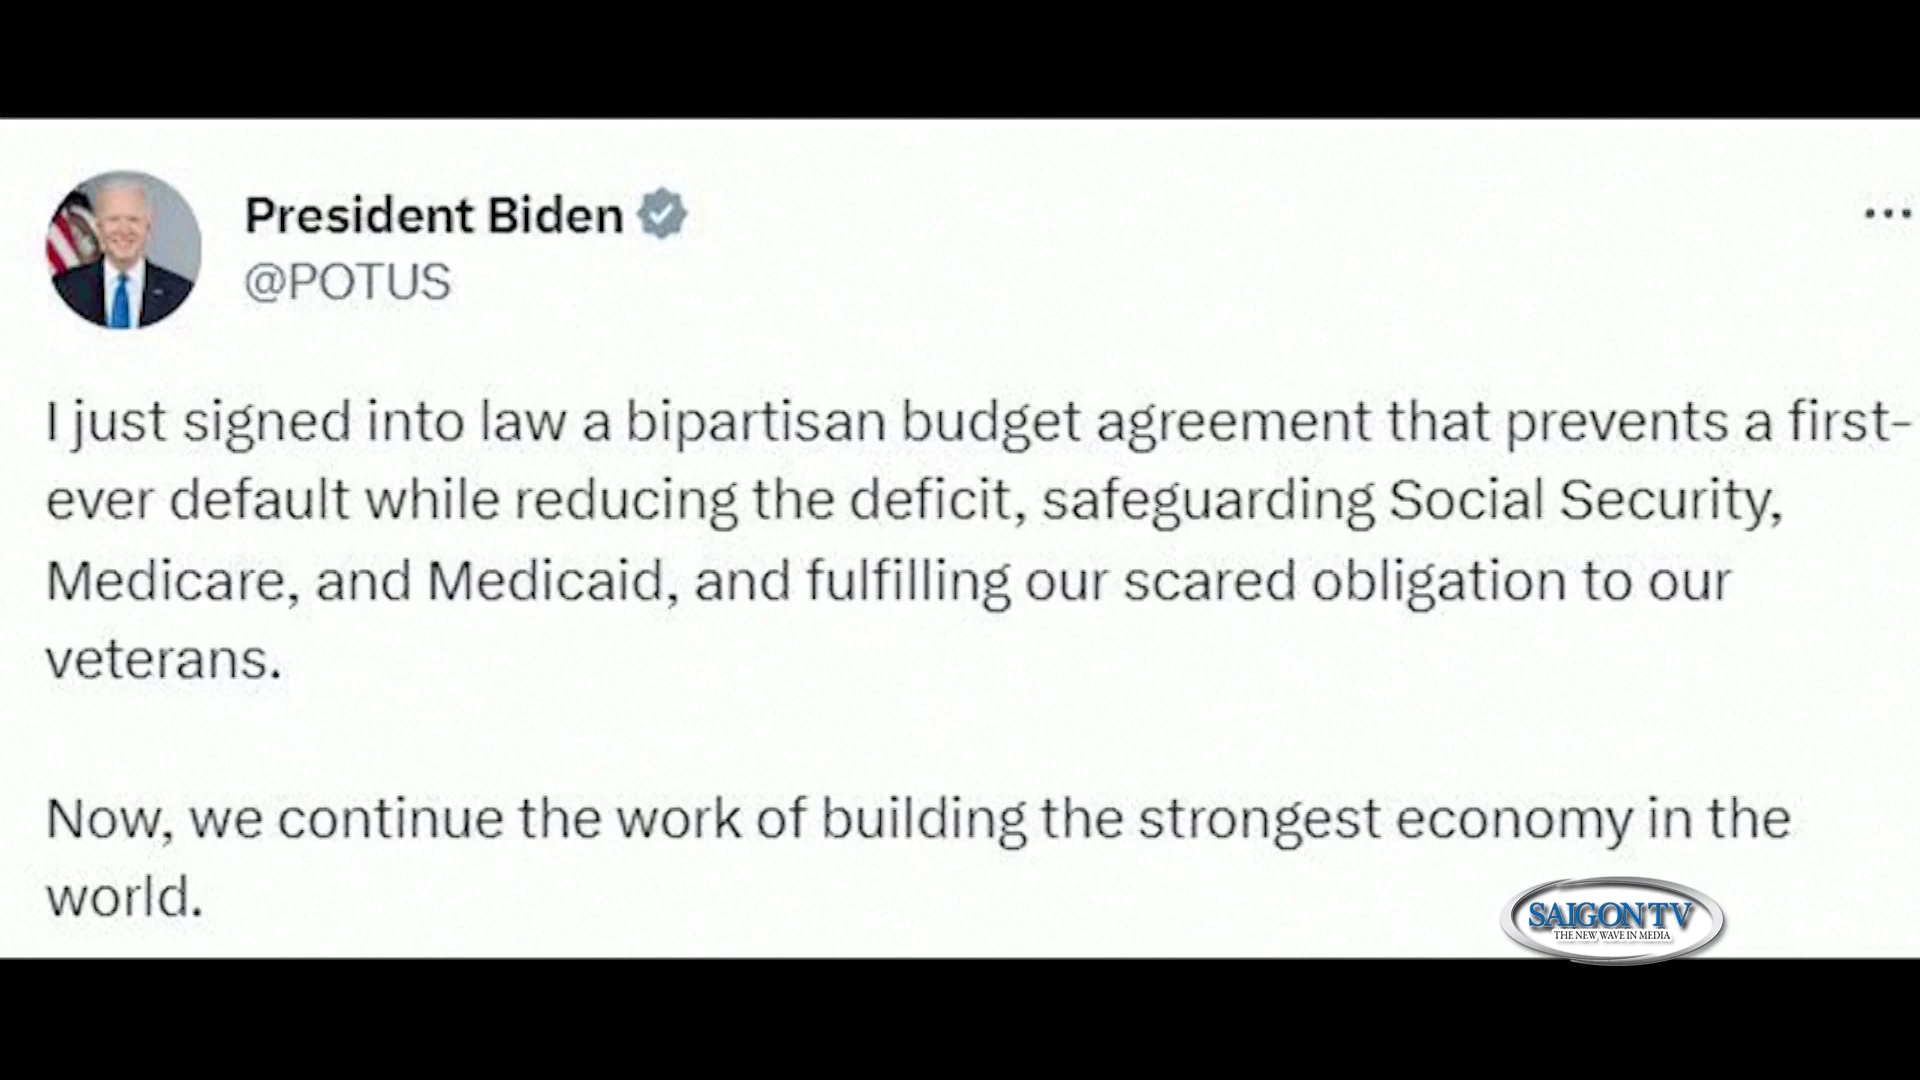 President Biden
@POTUS
...
I just signed into law a bipartisan budget agreement that prevents a first-
ever default while reducing the deficit, safeguarding Social Security,
Medicare, and Medicaid, and fulfilling our scared obligation to our
veterans.
Now, we continue the work of building the strongest economy in the
world.
SAIGON TV
THE NEW WAVE IN MEDIA